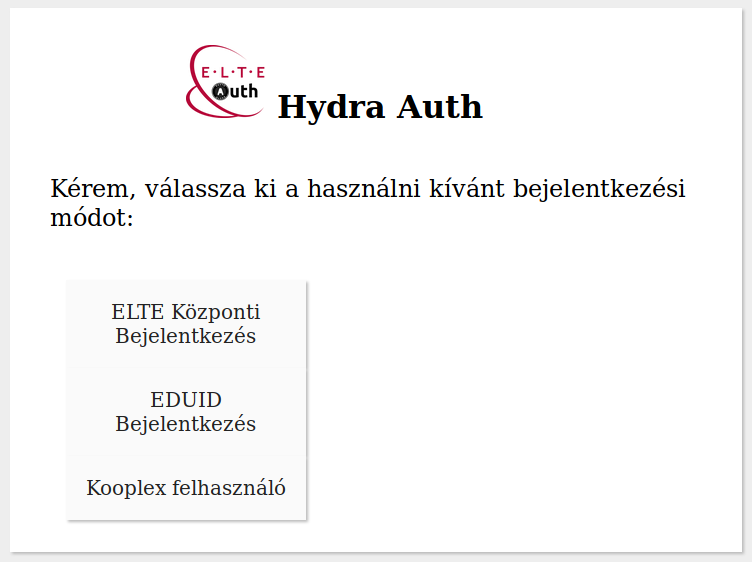 E·L·T·E
Auth
Hydra Auth
Kérem, válassza ki a használni kívánt bejelentkezési
módot:
ELTE Központi
Bejelentkezés
EDUID
Bejelentkezés
Kooplex felhasználó